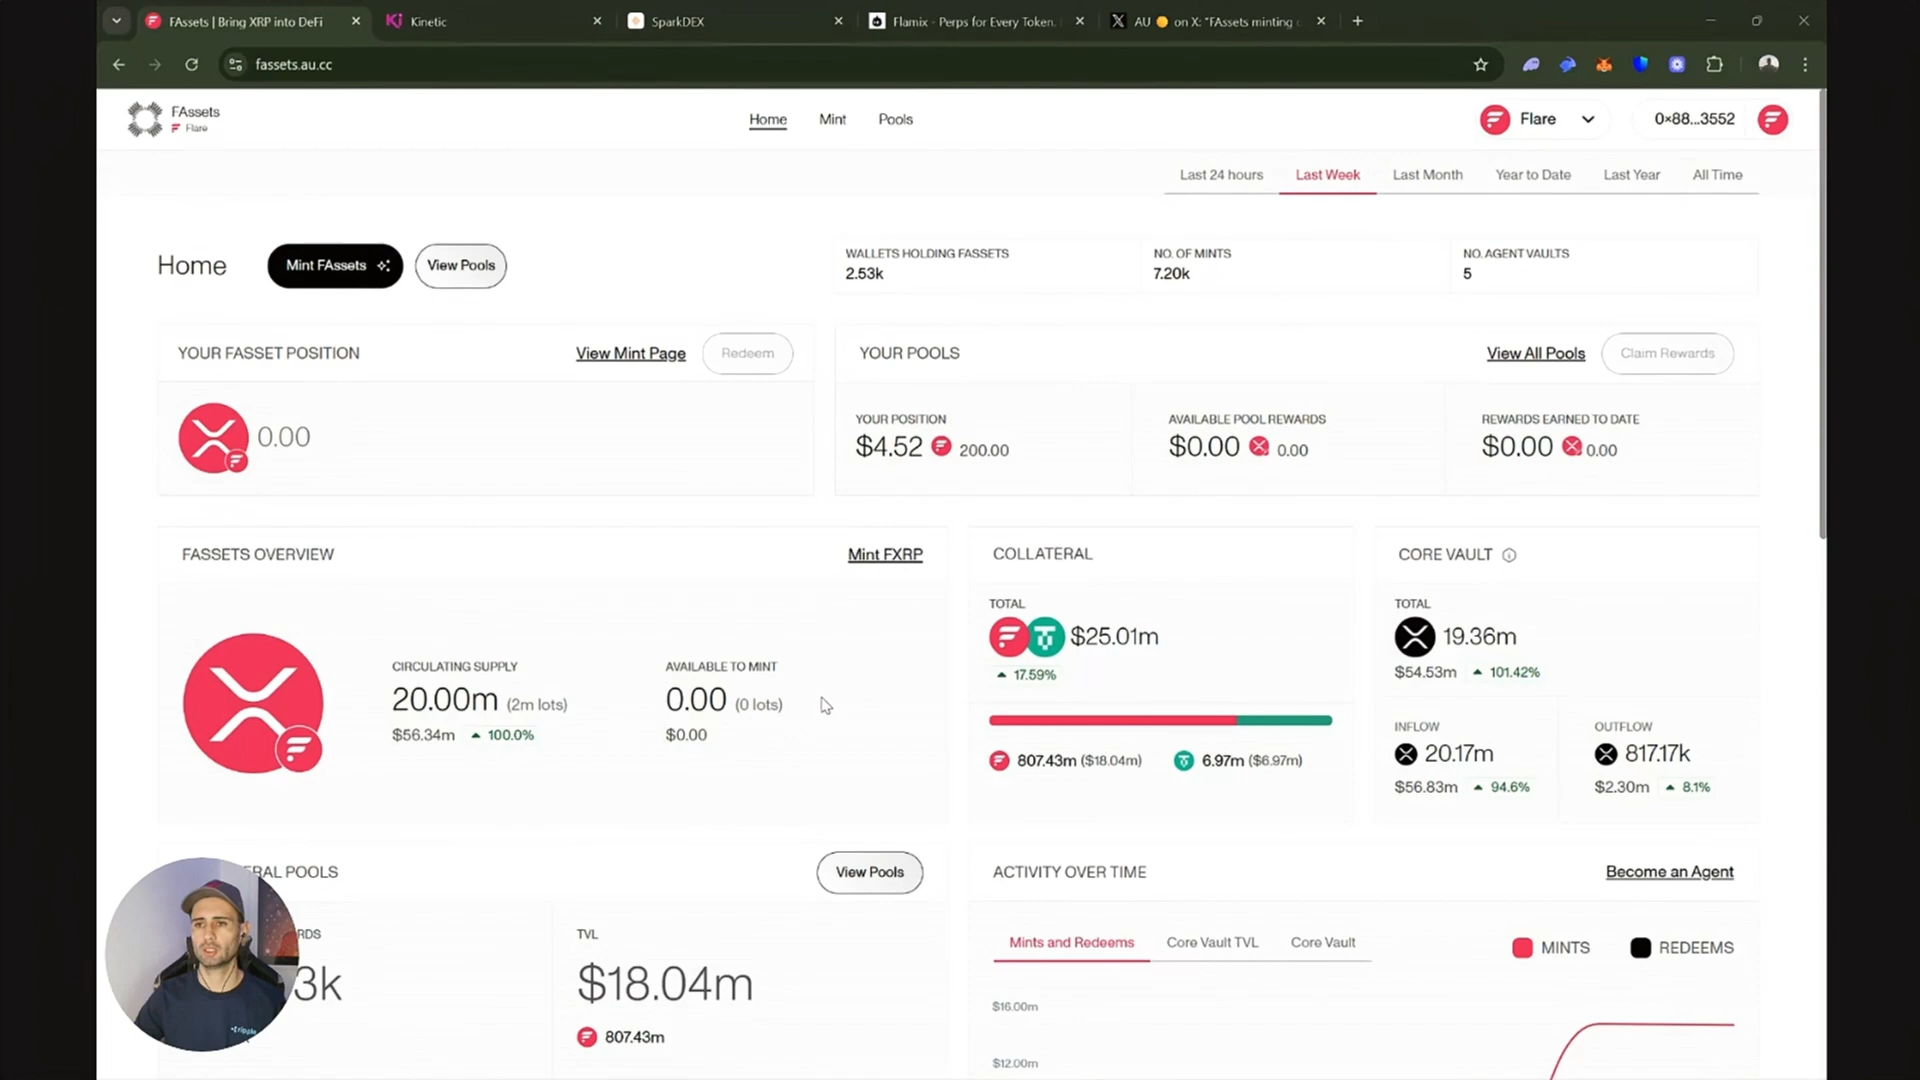 FAssets | Bring XRP into DeFi
Kinetic
SparkDEX
Flamix - Perps for Every Token.
AU on X: "FAssets minting
fassets.au.cc
FAssets
Flare
Home
Mint
Pools
Flare
0×88...3552
Last 24 hours
Last Week
Last Month
Year to Date
Last Year
All Time
Home
Mint FAssets
View Pools
WALLETS HOLDING FASSETS
2.53k
NO. OF MINTS
7.20k
NO. AGENT VAULTS
5
YOUR FASSET POSITION
View Mint Page
Redeem
0.00
YOUR POOLS
View All Pools
Claim Rewards
YOUR POSITION
$4.52 200.00
AVAILABLE POOL REWARDS
$0.00 0.00
REWARDS EARNED TO DATE
$0.00 0.00
FASSETS OVERVIEW
Mint FXRP
CIRCULATING SUPPLY
20.00m (2m lots)
$56.34m 100.0%
AVAILABLE TO MINT
0.00 (0 lots)
$0.00
COLLATERAL
TOTAL
$25.01m
17.59%
807.43m ($18.04m)
6.97m ($6.97m)
CORE VAULT
TOTAL
19.36m
$54.53m 101.42%
INFLOW
20.17m
$56.83m 94.6%
OUTFLOW
817.17k
$2.30m 8.1%
ERAL POOLS
View Pools
RDS
3k
TVL
$18.04m
807.43m
ACTIVITY OVER TIME
Become an Agent
Mints and Redeems
Core Vault TVL
Core Vault
MINTS
REDEEMS
$16.00m
$12.00m
ripple